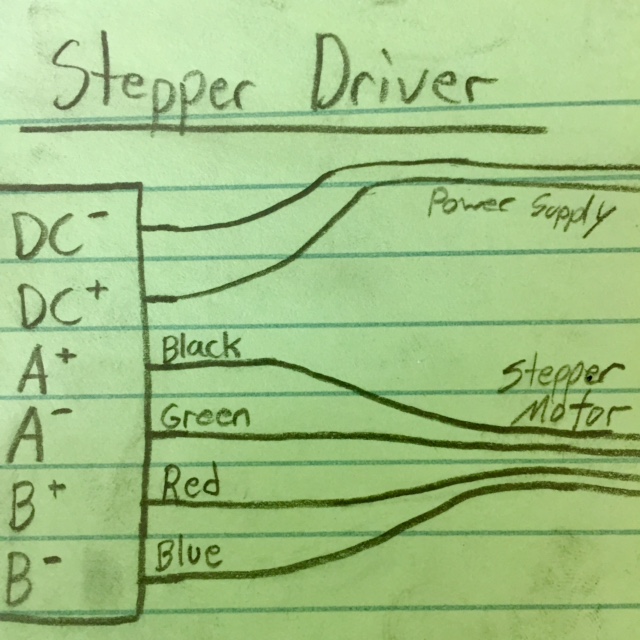 Stepper Driver
DC-
Power Supply
DC+
A+ Black
Stepper
Motor
A- Green
B+ Red
B- Blue